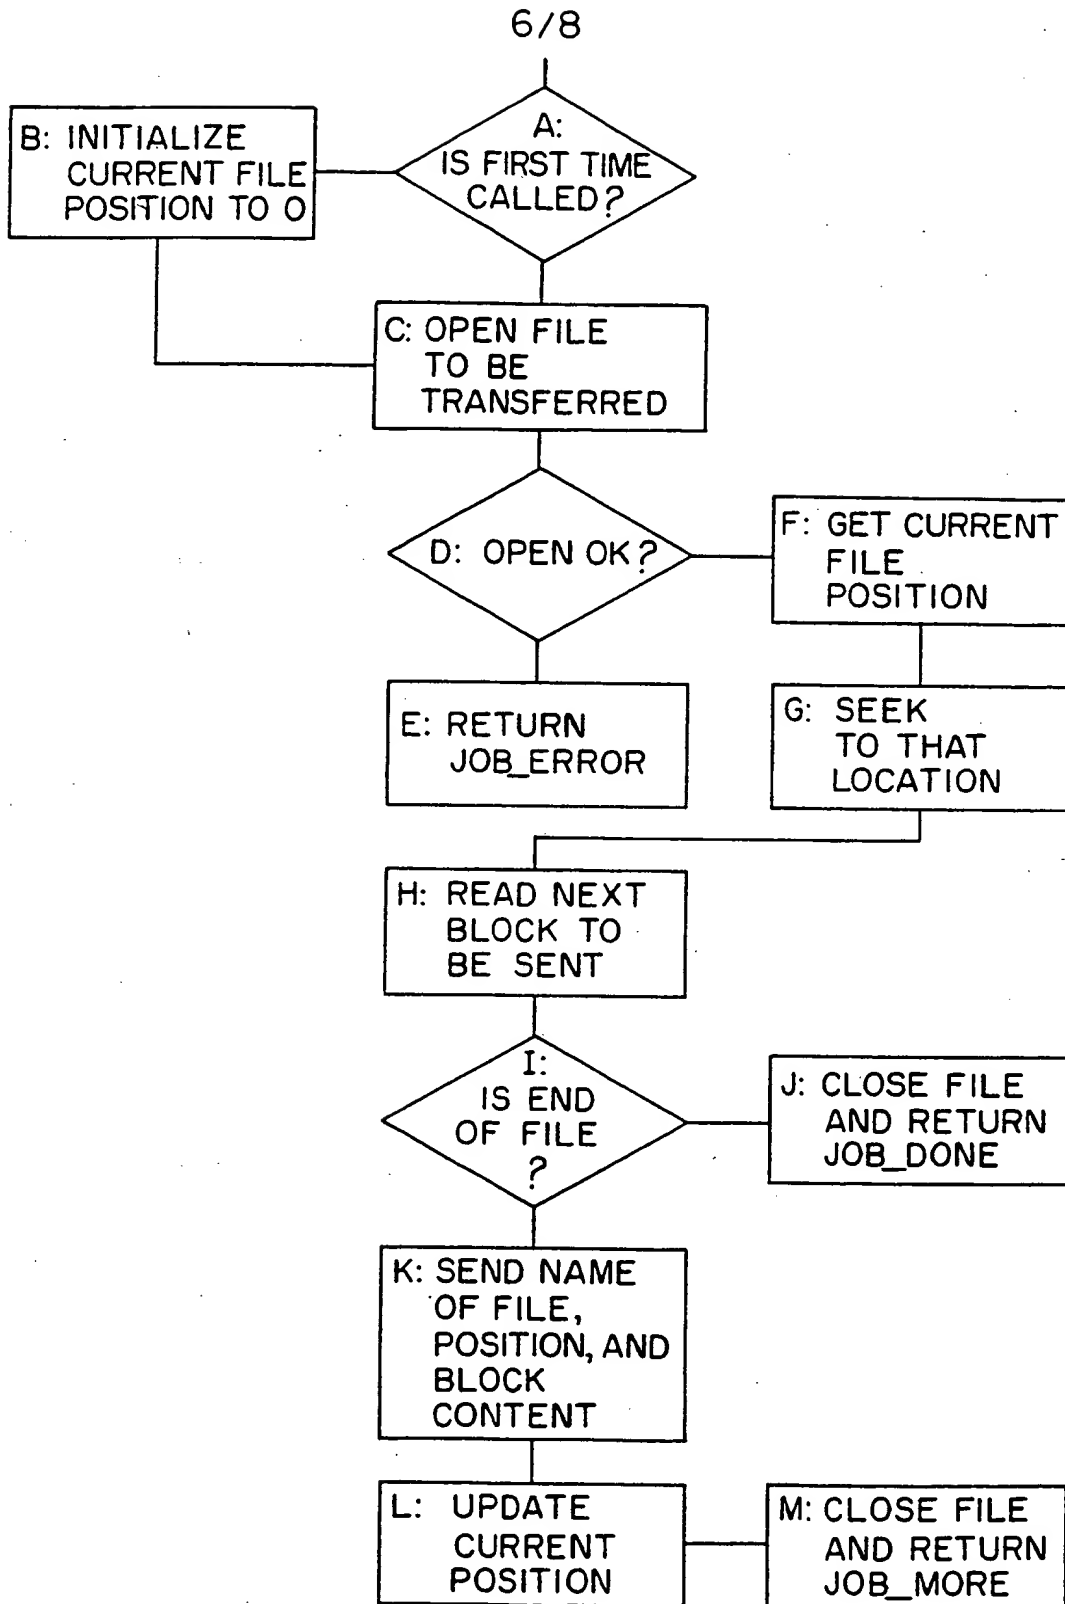 6/8
A:
IS FIRST TIME
CALLED?
B: INITIALIZE
CURRENT FILE
POSITION TO 0
C: OPEN FILE
TO BE
TRANSFERRED
D: OPEN OK?
F: GET CURRENT
FILE
POSITION
E: RETURN
JOB_ERROR
G: SEEK
TO THAT
LOCATION
H: READ NEXT
BLOCK TO
BE SENT
I:
IS END
OF FILE
?
J: CLOSE FILE
AND RETURN
JOB_DONE
K: SEND NAME
OF FILE,
POSITION, AND
BLOCK
CONTENT
L: UPDATE
CURRENT
POSITION
M: CLOSE FILE
AND RETURN
JOB_MORE